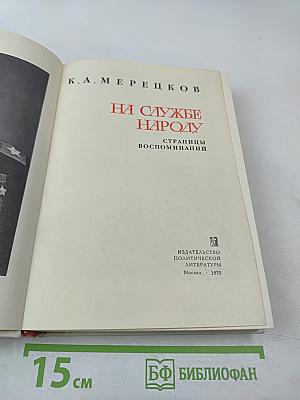 К. А. МЕРЕЦКОВ
НА СЛУЖБЕ
НАРОДУ
СТРАНИЦЫ
ВОСПОМИНАНИЙ
ИЗДАТЕЛЬСТВО
ПОЛИТИЧЕСКОЙ
ЛИТЕРАТУРЫ
Москва · 1970
15 см
БФ БИБЛИОФАН